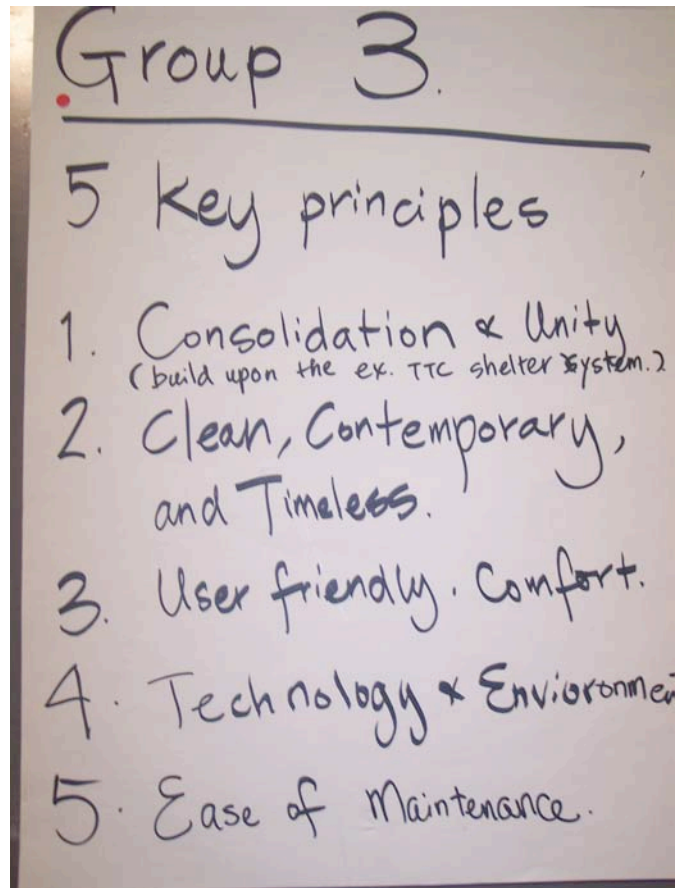 Group 3.
5 key principles
1. Consolidation & Unity
(build upon the ex. TTC shelter system.)
2. Clean, Contemporary,
and Timeless.
3. User friendly. Comfort.
4. Technology & Envioronmen
5. Ease of Maintenance.